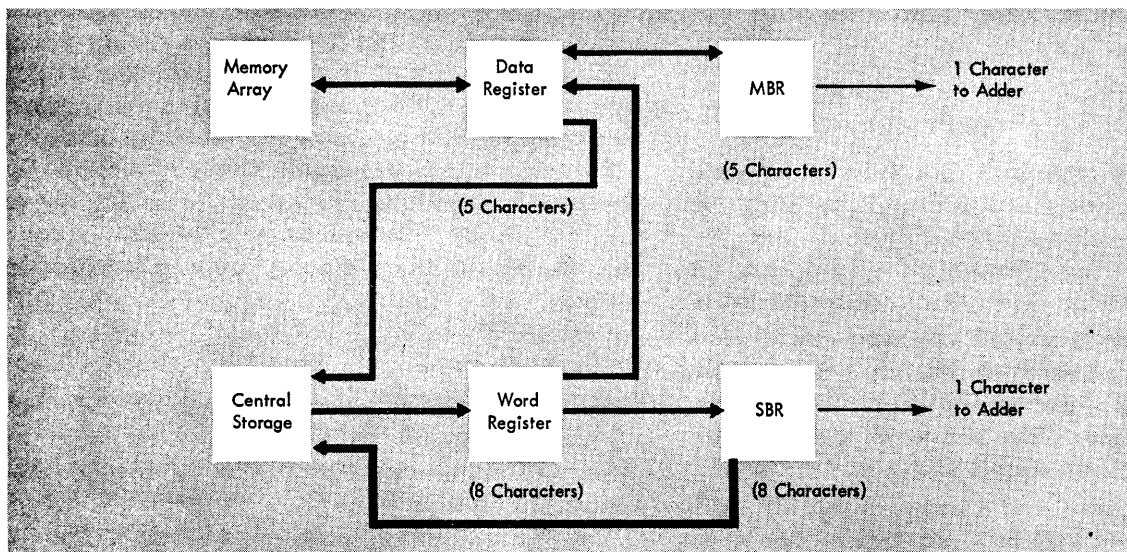 Memory
Array
Data
Register
MBR
1 Character
to Adder
(5 Characters)
(5 Characters)
Central
Storage
Word
Register
SBR
1 Character
to Adder
(8 Characters)
(8 Characters)